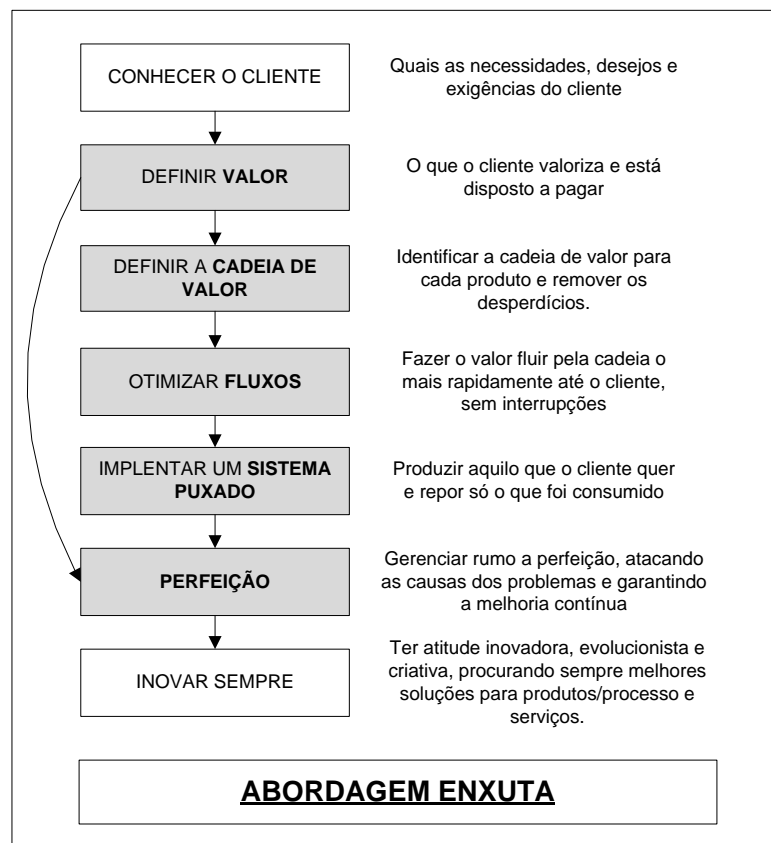 CONHECER O CLIENTE
Quais as necessidades, desejos e
exigências do cliente
DEFINIR VALOR
O que o cliente valoriza e está
disposto a pagar
DEFINIR A CADEIA DE
VALOR
Identificar a cadeia de valor para
cada produto e remover os
desperdícios.
OTIMIZAR FLUXOS
Fazer o valor fluir pela cadeia o
mais rapidamente até o cliente,
sem interrupções
IMPLENTAR UM SISTEMA
PUXADO
Produzir aquilo que o cliente quer
e repor só o que foi consumido
PERFEIÇÃO
Gerenciar rumo a perfeição, atacando
as causas dos problemas e garantindo
a melhoria contínua
INOVAR SEMPRE
Ter atitude inovadora, evolucionista e
criativa, procurando sempre melhores
soluções para produtos/processo e
serviços.
ABORDAGEM ENXUTA